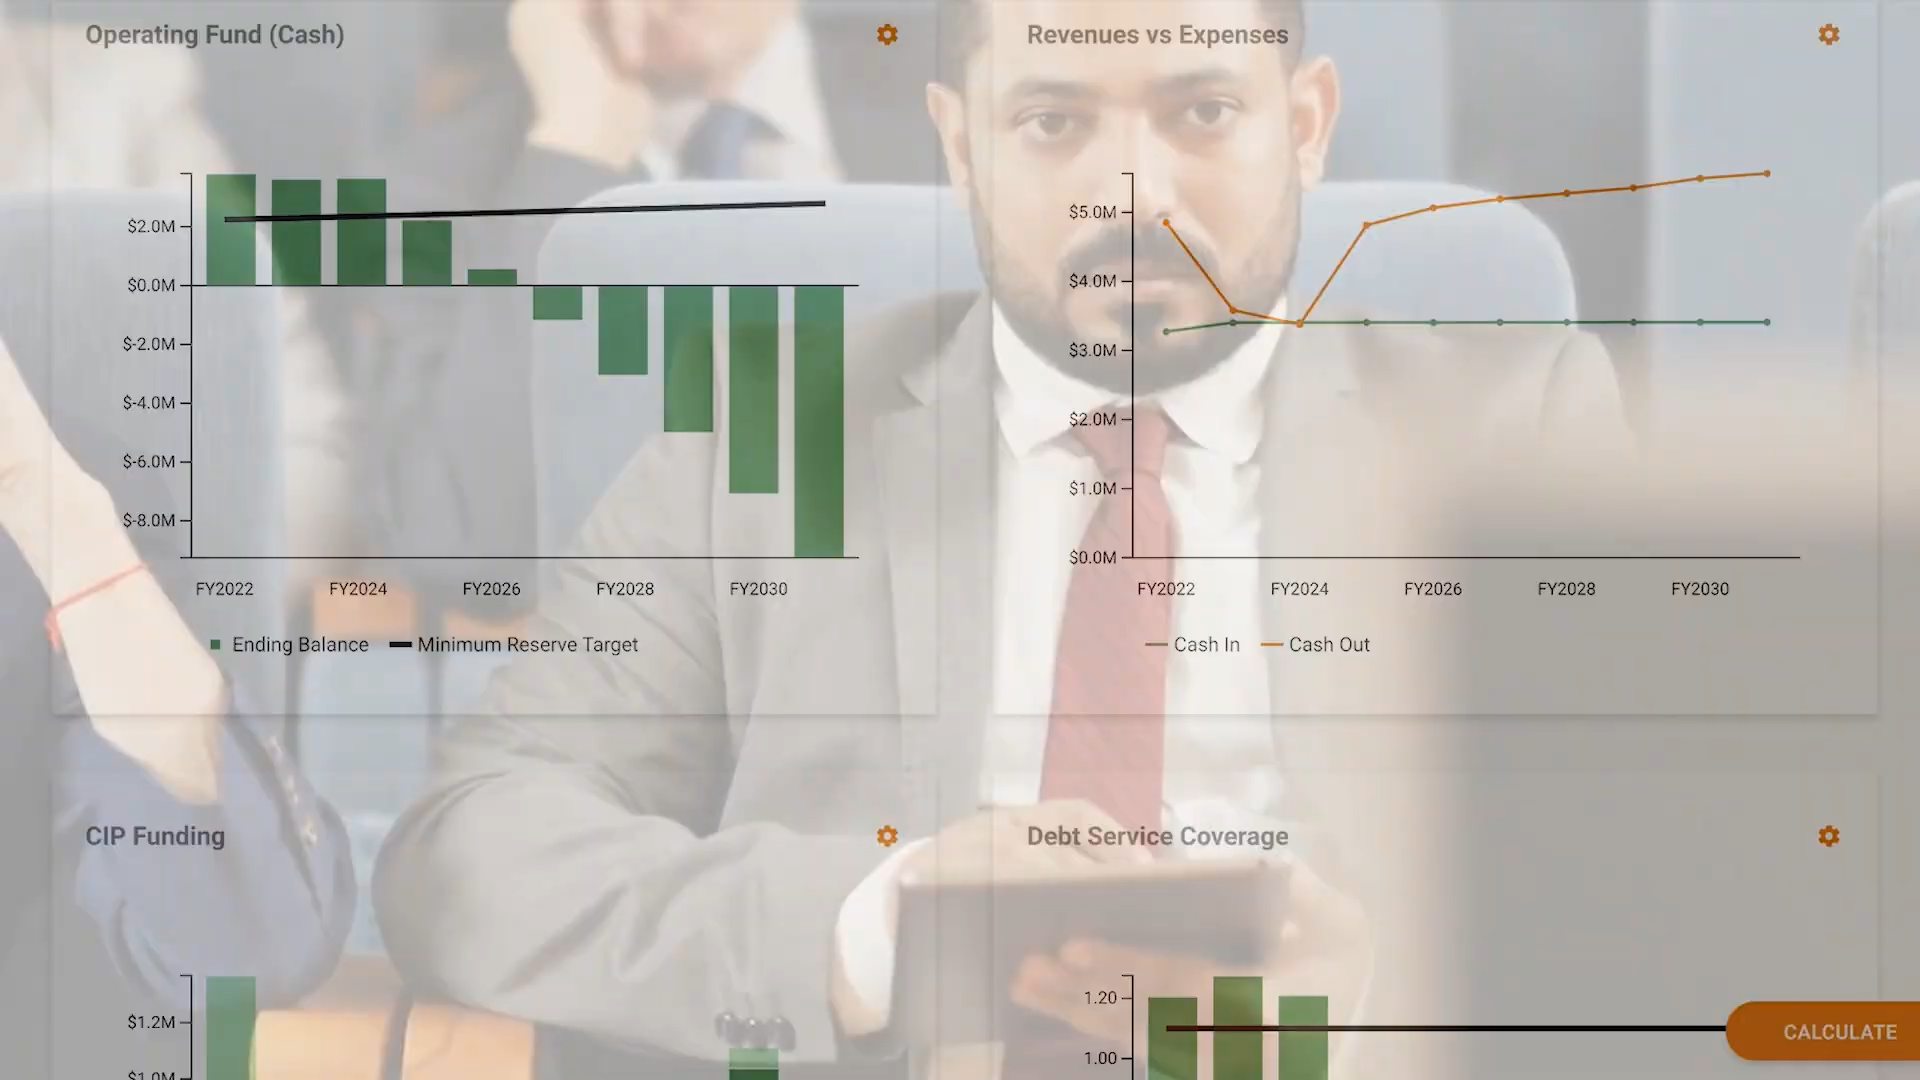 Operating Fund (Cash)
$2.0M
$0.0M
$-2.0M
$-4.0M
$-6.0M
$-8.0M
FY2022 FY2024 FY2026 FY2028 FY2030
Ending Balance Minimum Reserve Target
Revenues vs Expenses
$5.0M
$4.0M
$3.0M
$2.0M
$1.0M
$0.0M
FY2022 FY2024 FY2026 FY2028 FY2030
Cash In Cash Out
CIP Funding
$1.2M
$1.0M
Debt Service Coverage
1.20
1.00
CALCULATE